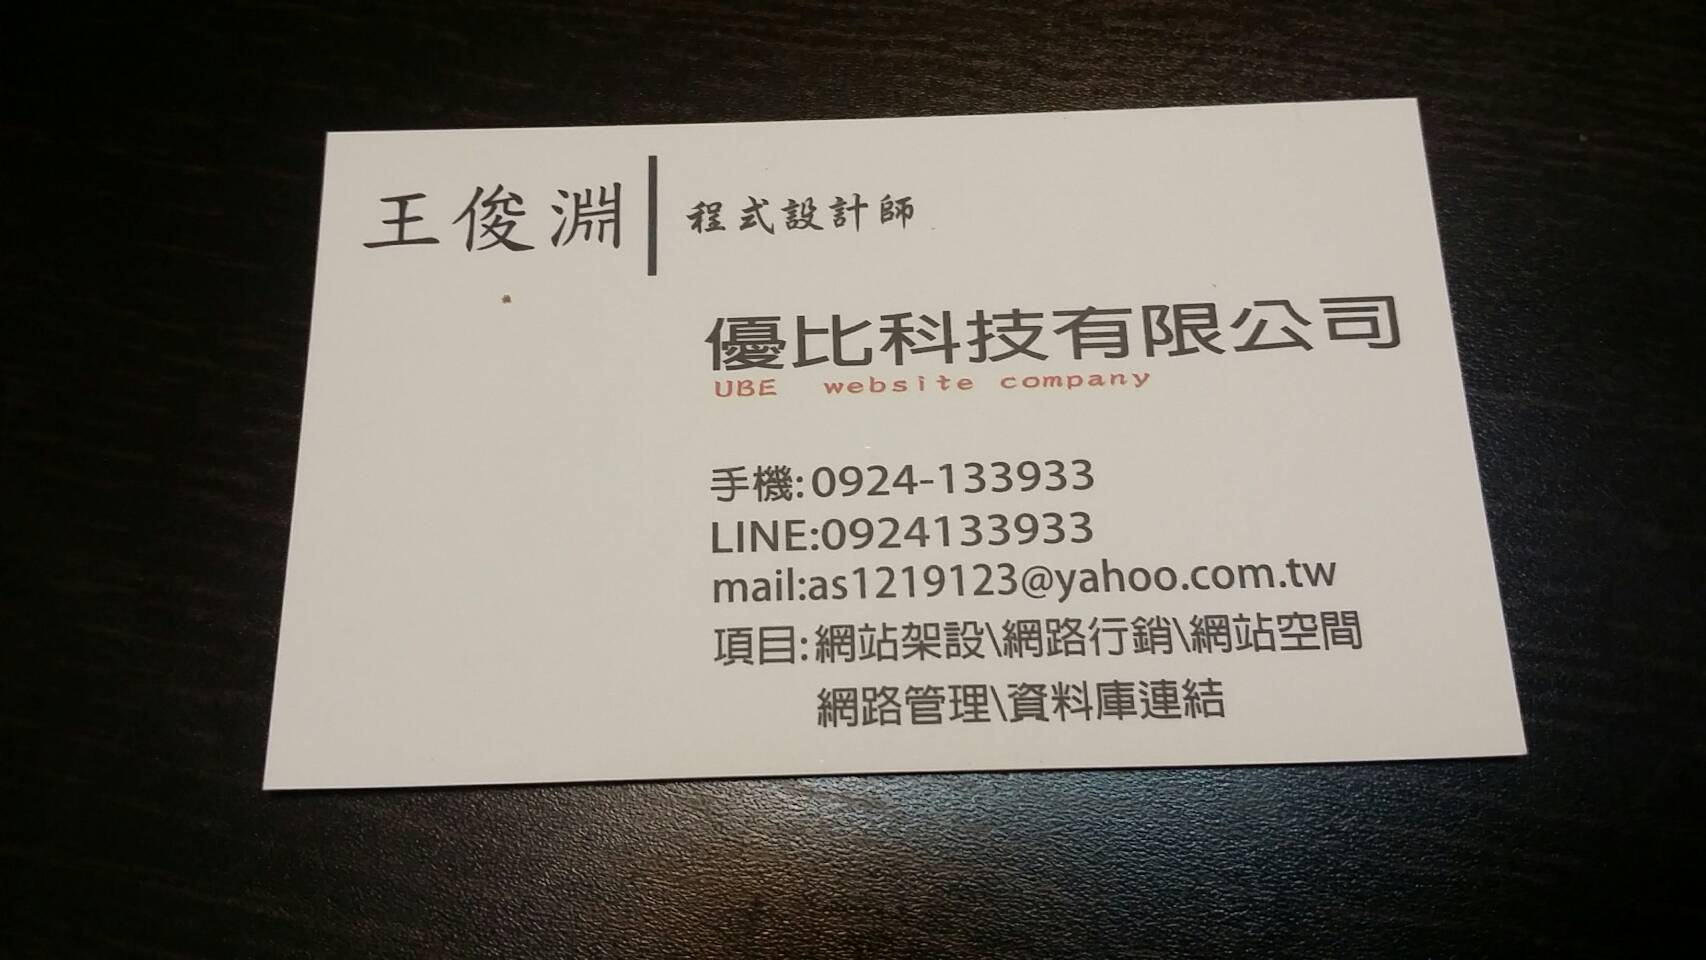 王俊淵 程式設計師
優比科技有限公司
UBE website company
手機:0924-133933
LINE:0924133933
mail:as1219123@yahoo.com.tw
項目:網站架設\網路行銷\網站空間
網路管理\資料庫連結